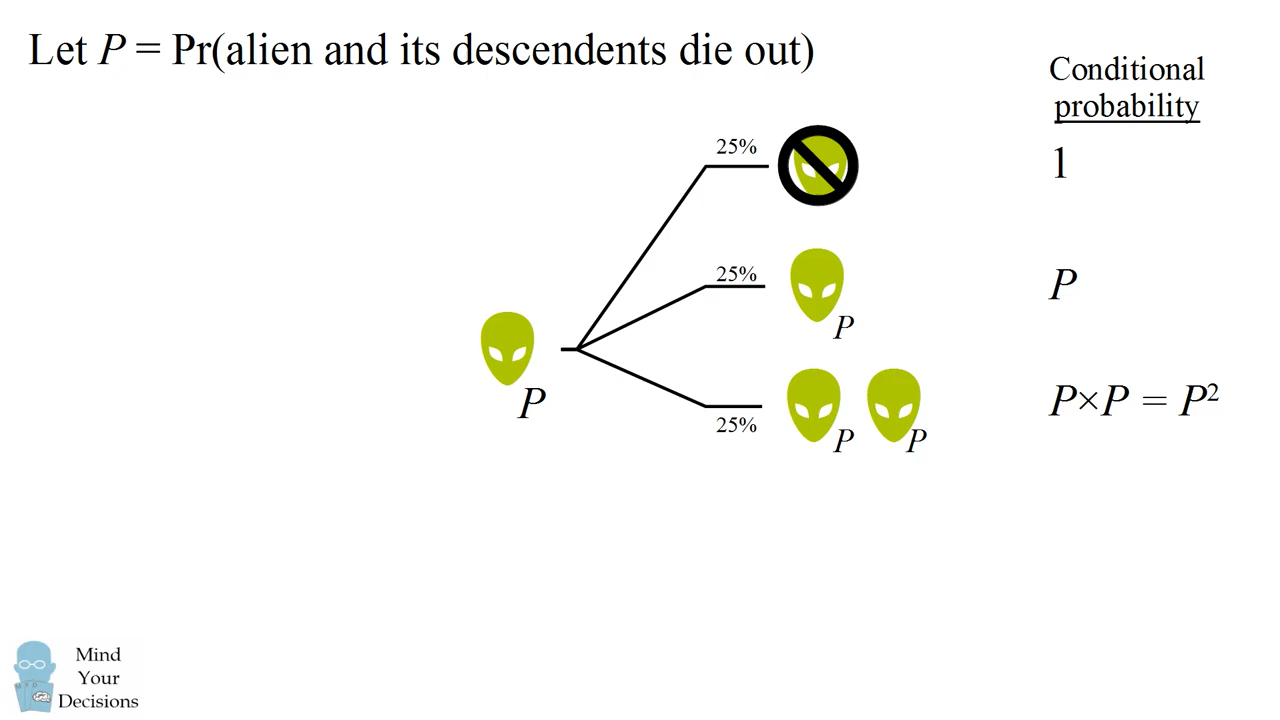 Let P = Pr(alien and its descendents die out)
Conditional
probability
25%
1
25%
P
P
P
25%
P
P
P×P = P²
Mind
Your
Decisions